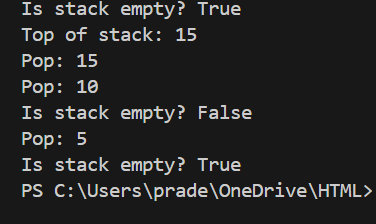 Is stack empty? True
Top of stack: 15
Pop: 15
Pop: 10
Is stack empty? False
Pop: 5
Is stack empty? True
PS C:\Users\prade\OneDrive\HTML>